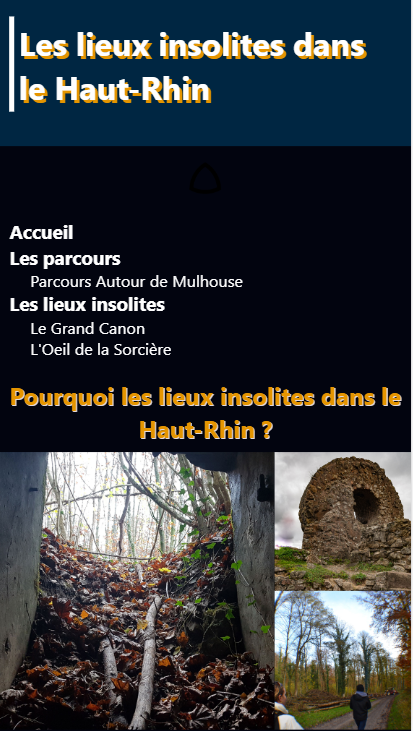 Les lieux insolites dans
le Haut-Rhin
Accueil
Les parcours
Parcours Autour de Mulhouse
Les lieux insolites
Le Grand Canon
L'Oeil de la Sorcière
Pourquoi les lieux insolites dans le
Haut-Rhin ?